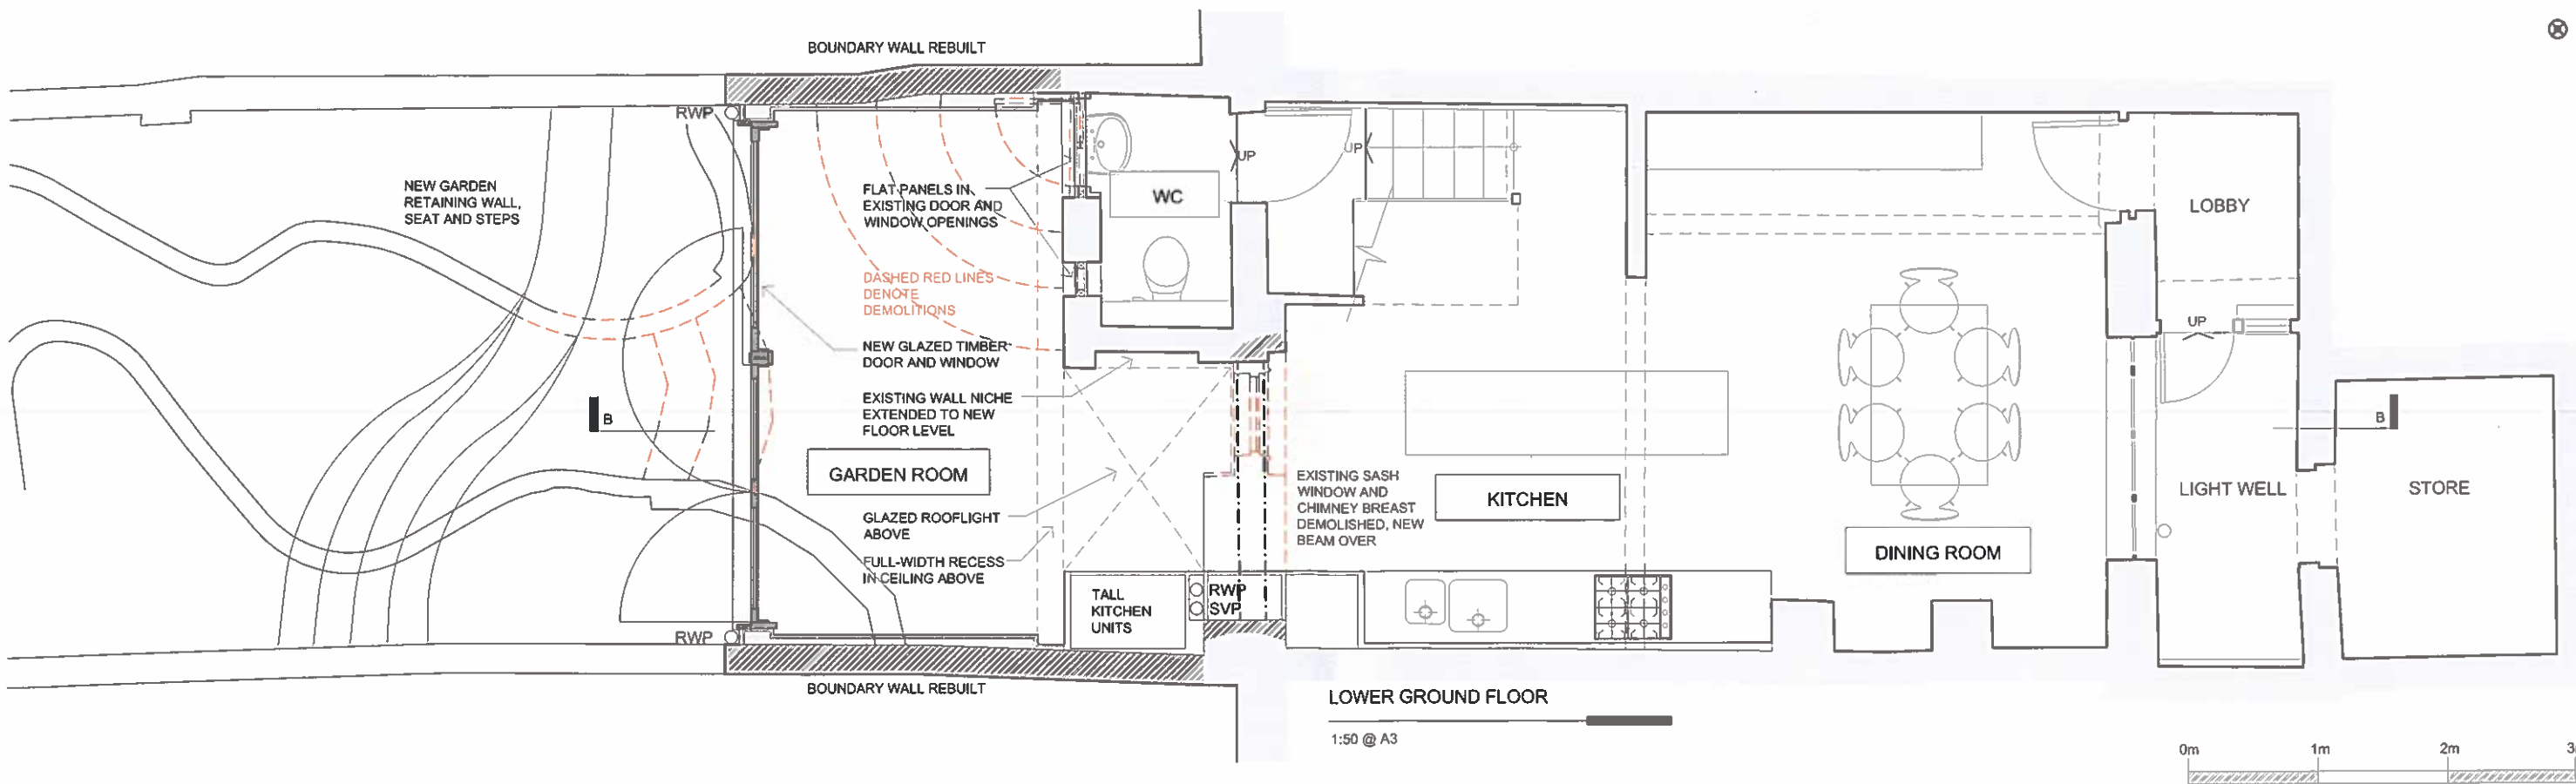 BOUNDARY WALL REBUILT
RWP
NEW GARDEN
RETAINING WALL,
SEAT AND STEPS
FLAT PANELS IN
EXISTING DOOR AND
WINDOW OPENINGS
WC
UP
UP
LOBBY
DASHED RED LINES
DENOTE
DEMOLITIONS
NEW GLAZED TIMBER
DOOR AND WINDOW
UP
EXISTING WALL NICHE
EXTENDED TO NEW
FLOOR LEVEL
B
B
GARDEN ROOM
EXISTING SASH
WINDOW AND
CHIMNEY BREAST
DEMOLISHED, NEW
BEAM OVER
KITCHEN
LIGHT WELL
STORE
GLAZED ROOFLIGHT
ABOVE
DINING ROOM
FULL-WIDTH RECESS
IN CEILING ABOVE
TALL
KITCHEN
UNITS
RWP
SVP
RWP
BOUNDARY WALL REBUILT
LOWER GROUND FLOOR
1:50 @ A3
0m 1m 2m 3